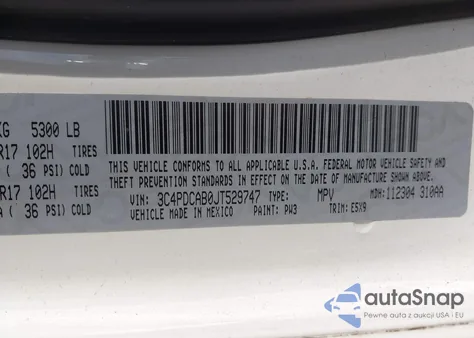 KG 5300 LB
R17 102H TIRES
( 36 PSI) COLD
R17 102H TIRES
A ( 36 PSI) COLD
THIS VEHICLE CONFORMS TO ALL APPLICABLE U.S.A. FEDERAL MOTOR VEHICLE SAFETY AND
THEFT PREVENTION STANDARDS IN EFFECT ON THE DATE OF MANUFACTURE SHOWN ABOVE.
VIN: 3C4PDCAB0JT529747 TYPE: MPV MDH: 112304 310AA
VEHICLE MADE IN MEXICO PAINT: PW3 TRIM: E5X9
autaSnap
Pewne auta z licytacji USA i EU